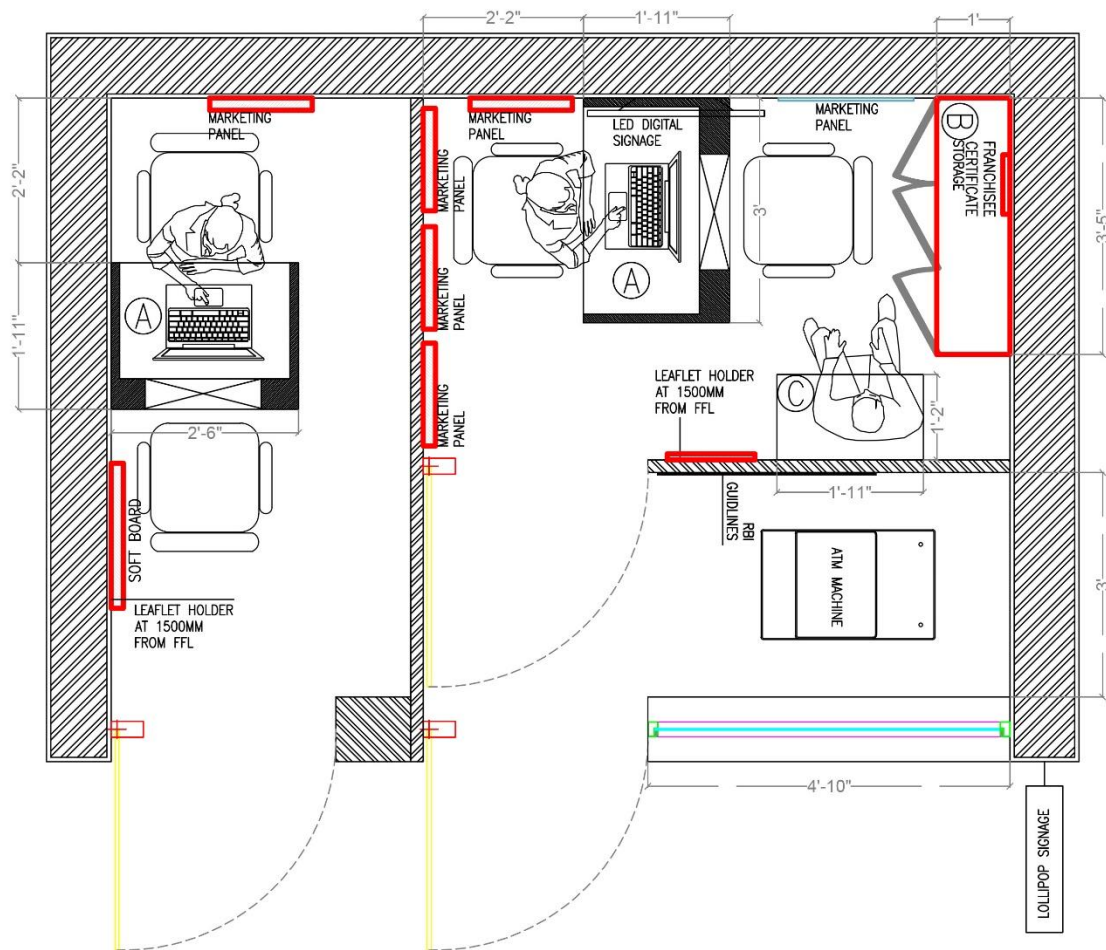 2'-2"
1'-11"
1'
MARKETING
PANEL
MARKETING
PANEL
LED DIGITAL
SIGNAGE
MARKETING
PANEL
B
FRANCHISEE
CERTIFICATE
STORAGE
2'-2"
MARKETING
PANEL
3'
3'-5"
A
A
MARKETING
PANEL
1'-11"
LEAFLET HOLDER
AT 1500MM
FROM FFL
C
1'-2"
MARKETING
PANEL
2'-6"
1'-11"
SOFT BOARD
RBI
GUIDLINES
ATM MACHINE
3'
LEAFLET HOLDER
AT 1500MM
FROM FFL
4'-10"
LOLLIPOP SIGNAGE